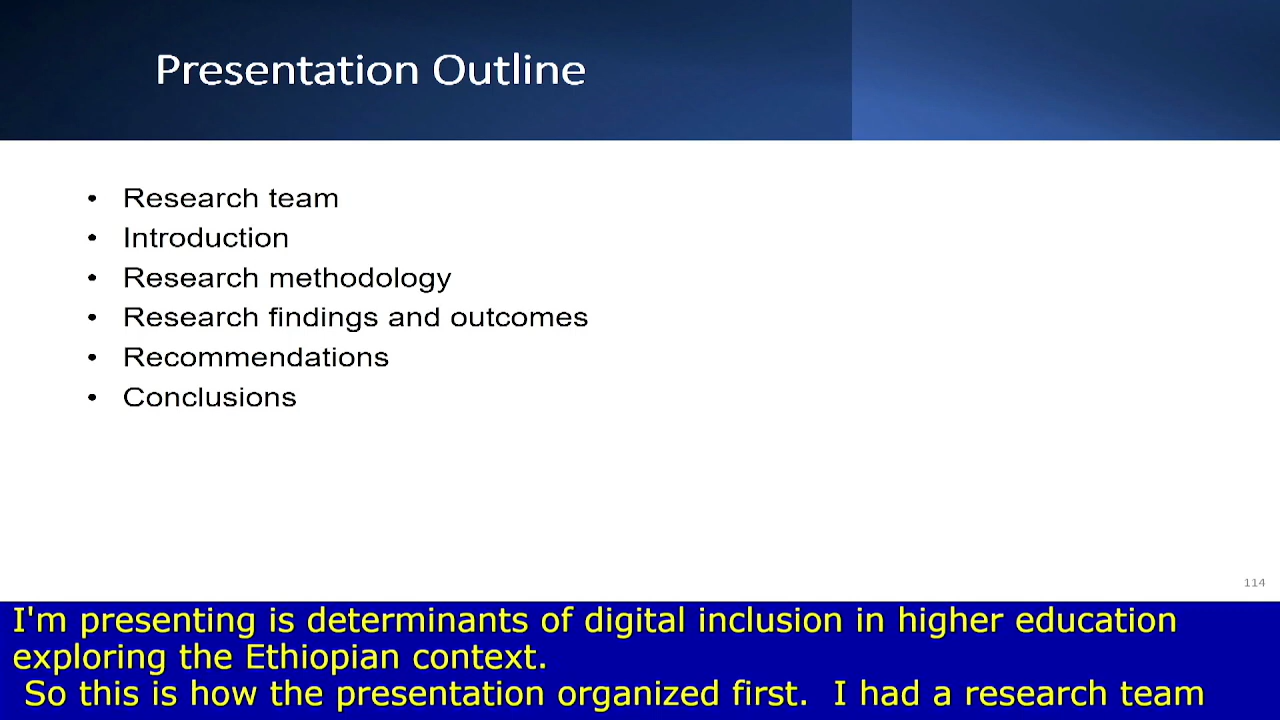 Presentation Outline
• Research team
• Introduction
• Research methodology
• Research findings and outcomes
• Recommendations
• Conclusions
114
I'm presenting is determinants of digital inclusion in higher education
exploring the Ethiopian context.
So this is how the presentation organized first.  I had a research team